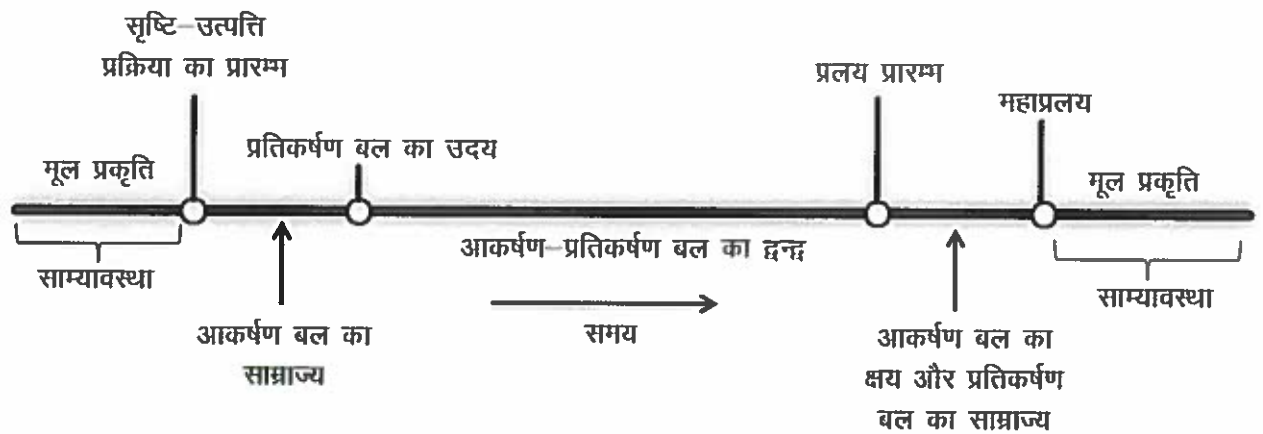 सृष्टि–उत्पत्ति
प्रक्रिया का प्रारम्भ
प्रलय प्रारम्भ
महाप्रलय
मूल प्रकृति
प्रतिकर्षण बल का उदय
मूल प्रकृति
साम्यावस्था
आकर्षण–प्रतिकर्षण बल का द्वन्द्व
साम्यावस्था
समय
आकर्षण बल का
साम्राज्य
आकर्षण बल का
क्षय और प्रतिकर्षण
बल का साम्राज्य